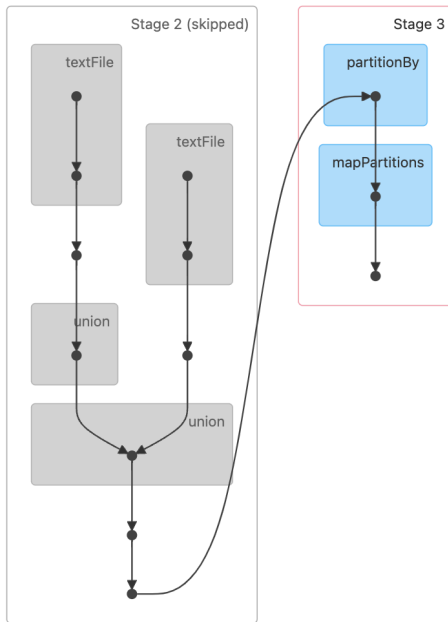 Stage 2 (skipped)
textFile
textFile
union
union
Stage 3
partitionBy
mapPartitions